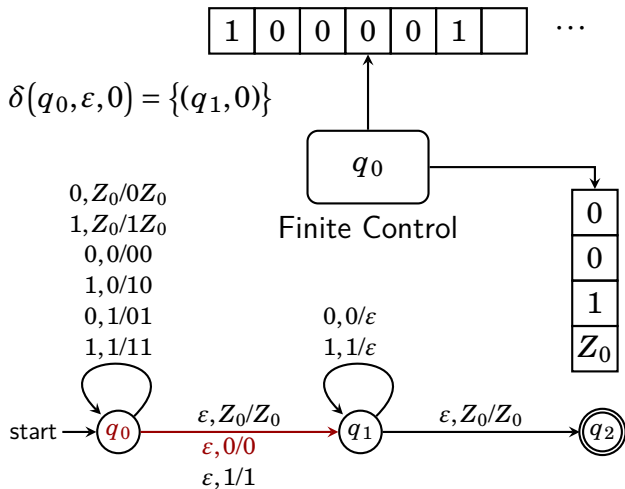 1 0 0 0 0 1 ⋯
δ(q₀, ε, 0) = {(q₁, 0)}
q₀
Finite Control
0
0
1
Z₀
0, Z₀/0Z₀
1, Z₀/1Z₀
0, 0/00
1, 0/10
0, 1/01
1, 1/11
0, 0/ε
1, 1/ε
start
q₀
ε, Z₀/Z₀
ε, 0/0
ε, 1/1
q₁
ε, Z₀/Z₀
q₂